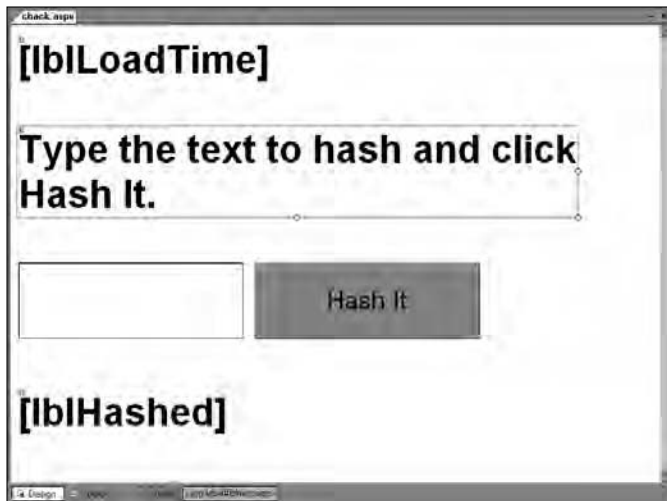 chack.aspx
[lblLoadTime]
Type the text to hash and click
Hash It.
Hash It
[lblHashed]
Design